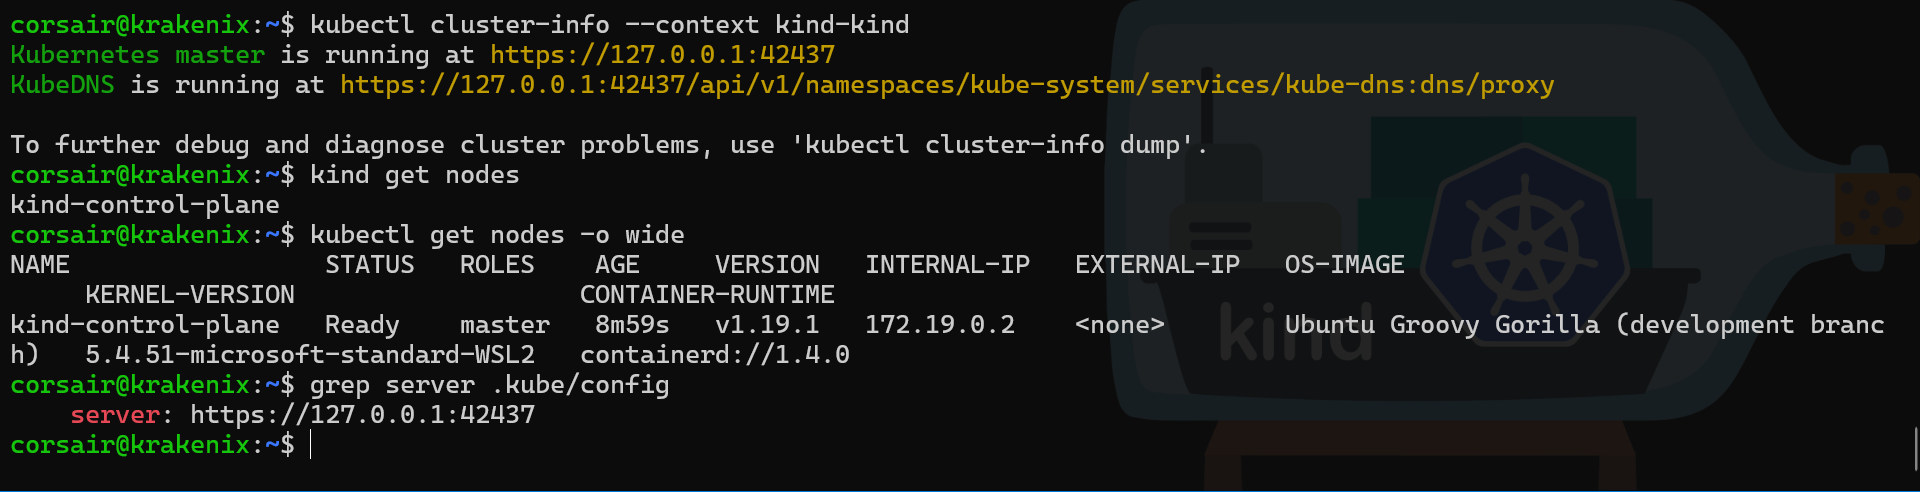 corsair@krakenix:~$ kubectl cluster-info --context kind-kind
Kubernetes master is running at https://127.0.0.1:42437
KubeDNS is running at https://127.0.0.1:42437/api/v1/namespaces/kube-system/services/kube-dns:dns/proxy

To further debug and diagnose cluster problems, use 'kubectl cluster-info dump'.
corsair@krakenix:~$ kind get nodes
kind-control-plane
corsair@krakenix:~$ kubectl get nodes -o wide
NAME                 STATUS   ROLES    AGE     VERSION   INTERNAL-IP   EXTERNAL-IP   OS-IMAGE
     KERNEL-VERSION                   CONTAINER-RUNTIME
kind-control-plane   Ready    master   8m59s   v1.19.1   172.19.0.2    <none>        Ubuntu Groovy Gorilla (development branc
h)   5.4.51-microsoft-standard-WSL2   containerd://1.4.0
corsair@krakenix:~$ grep server .kube/config
    server: https://127.0.0.1:42437
corsair@krakenix:~$
kind